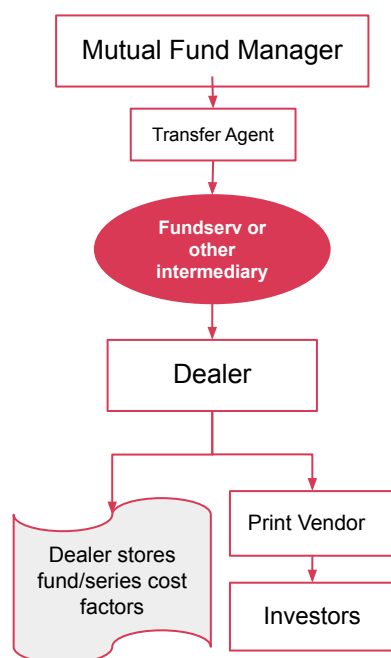 Mutual Fund Manager
Transfer Agent
Fundserv or
other
intermediary
Dealer
Dealer stores
fund/series cost
factors
Print Vendor
Investors